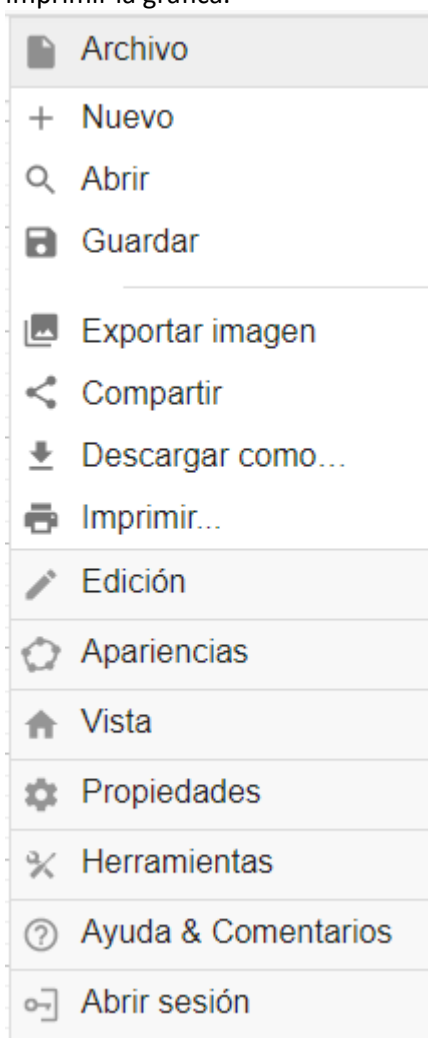 imprimir la gráfica.
Archivo
Nuevo
Abrir
Guardar
Exportar imagen
Compartir
Descargar como...
Imprimir...
Edición
Apariencias
Vista
Propiedades
Herramientas
Ayuda & Comentarios
Abrir sesión